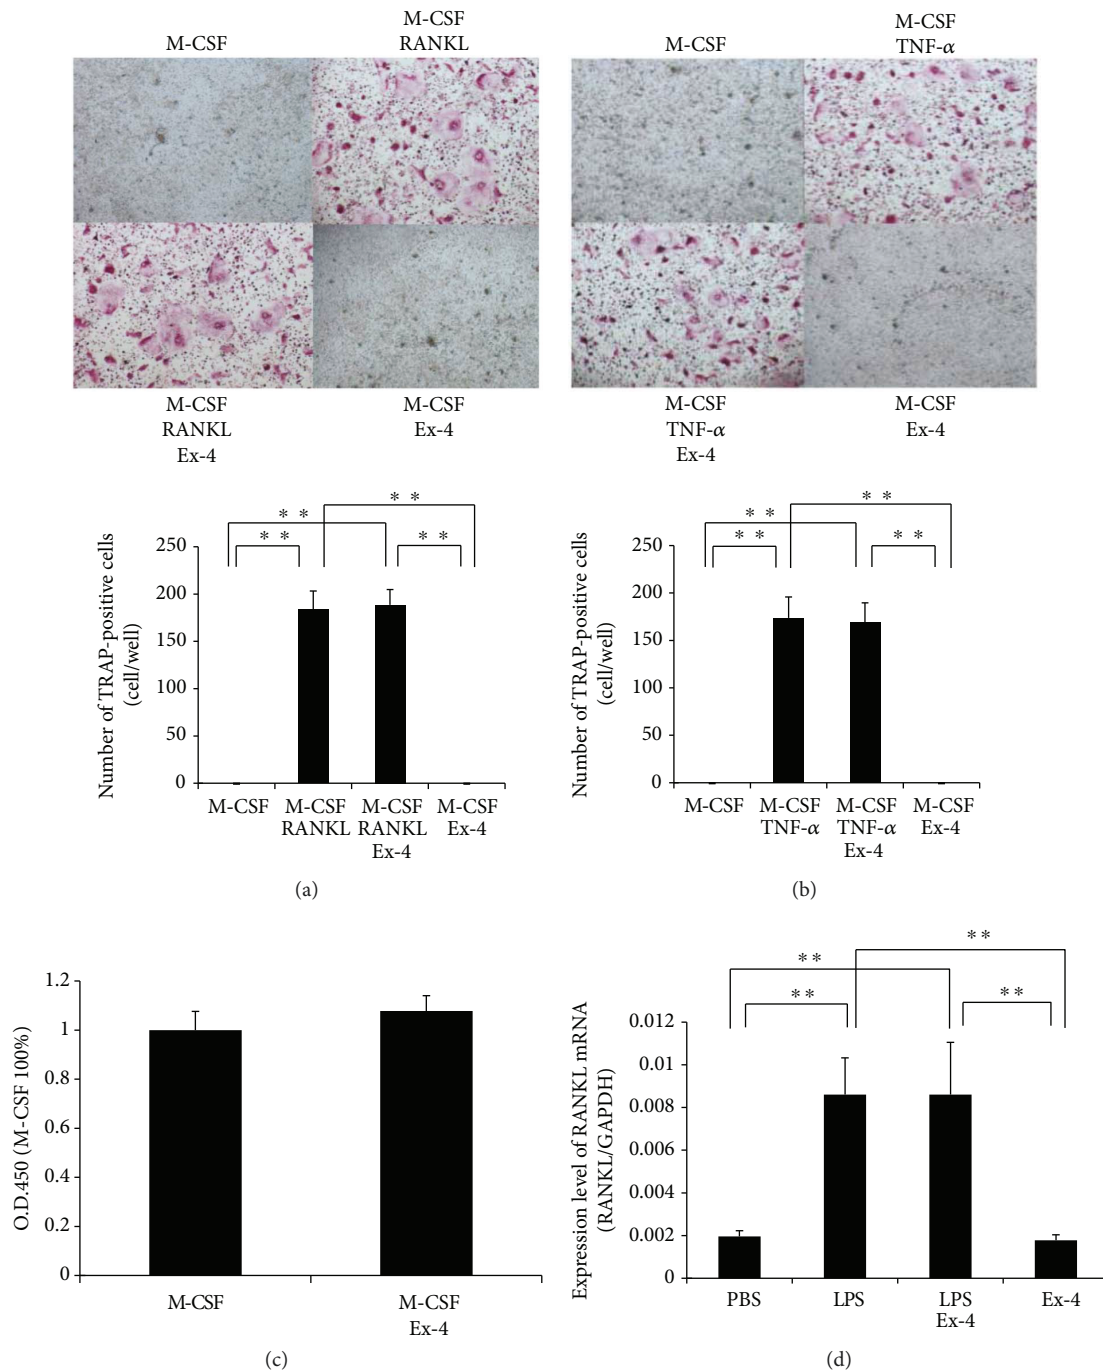 M-CSF
M-CSF
RANKL
M-CSF
RANKL
Ex-4
M-CSF
Ex-4
Number of TRAP-positive cells
(cell/well)
250
200
150
100
50
0
* *
* *
* *
* *
M-CSF
M-CSF
RANKL
M-CSF
RANKL
Ex-4
M-CSF
Ex-4
(a)
M-CSF
M-CSF
TNF-α
M-CSF
TNF-α
Ex-4
M-CSF
Ex-4
Number of TRAP-positive cells
(cell/well)
250
200
150
100
50
0
* *
* *
* *
* *
M-CSF
M-CSF
TNF-α
M-CSF
TNF-α
Ex-4
M-CSF
Ex-4
(b)
O.D.450 (M-CSF 100%)
1.2
1
0.8
0.6
0.4
0.2
0
M-CSF
M-CSF
Ex-4
(c)
Expression level of RANKL mRNA
(RANKL/GAPDH)
0.012
0.01
0.008
0.006
0.004
0.002
0
**
**
**
**
PBS
LPS
LPS
Ex-4
Ex-4
(d)